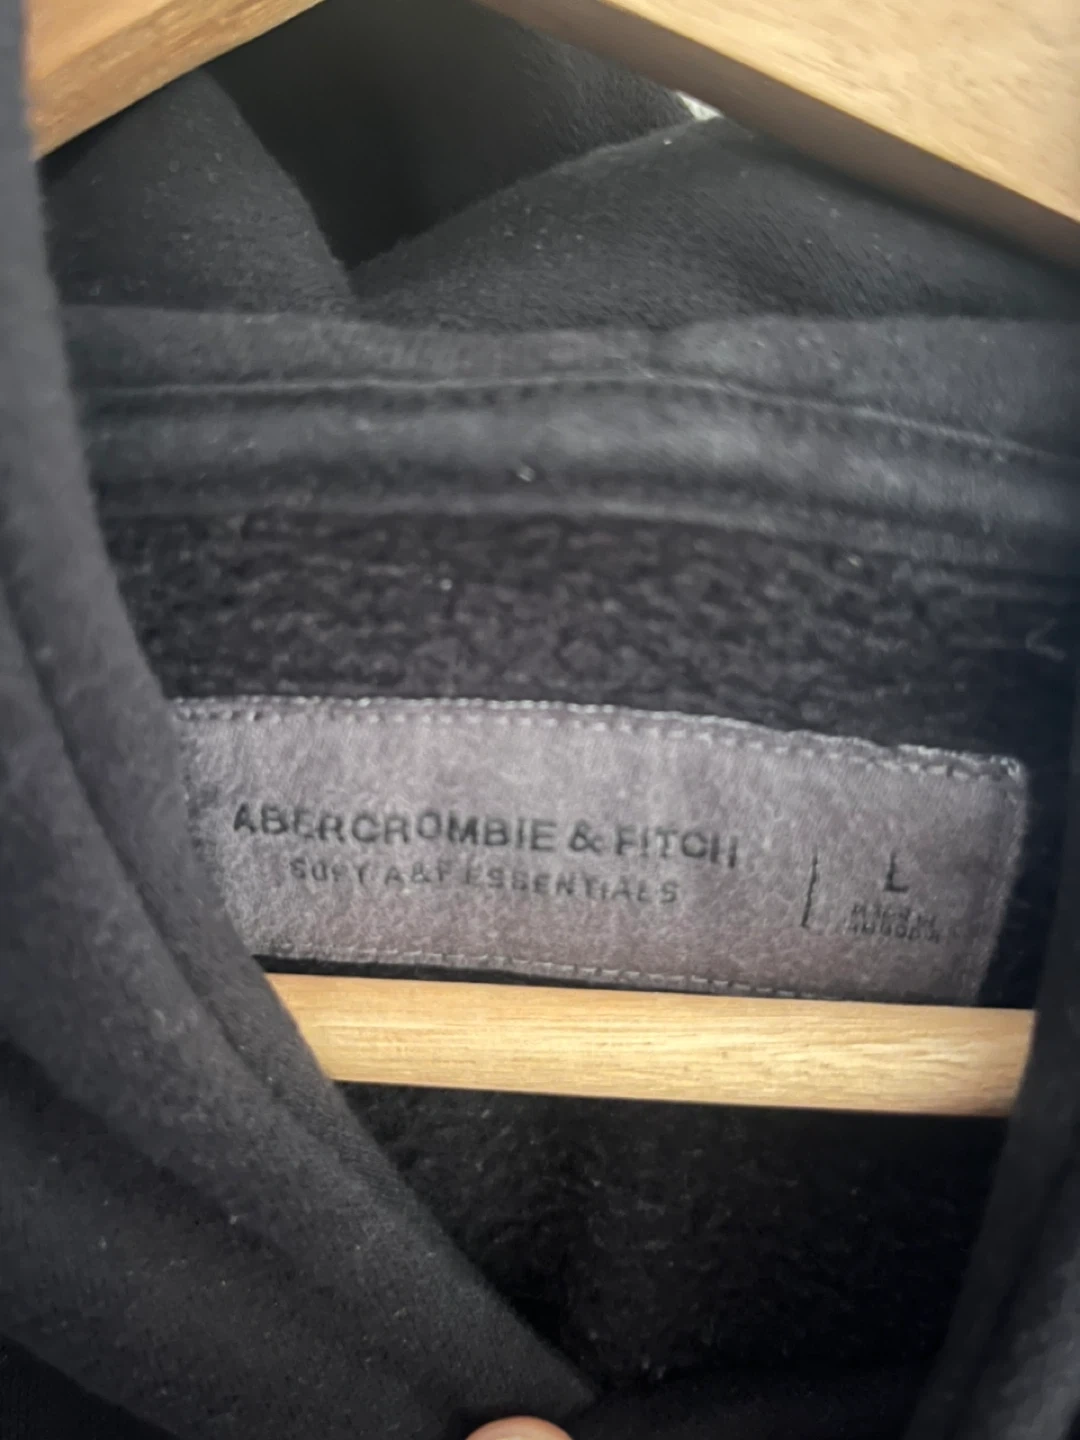 ABERCROMBIE & FITCH
SOFT A&F ESSENTIALS
L